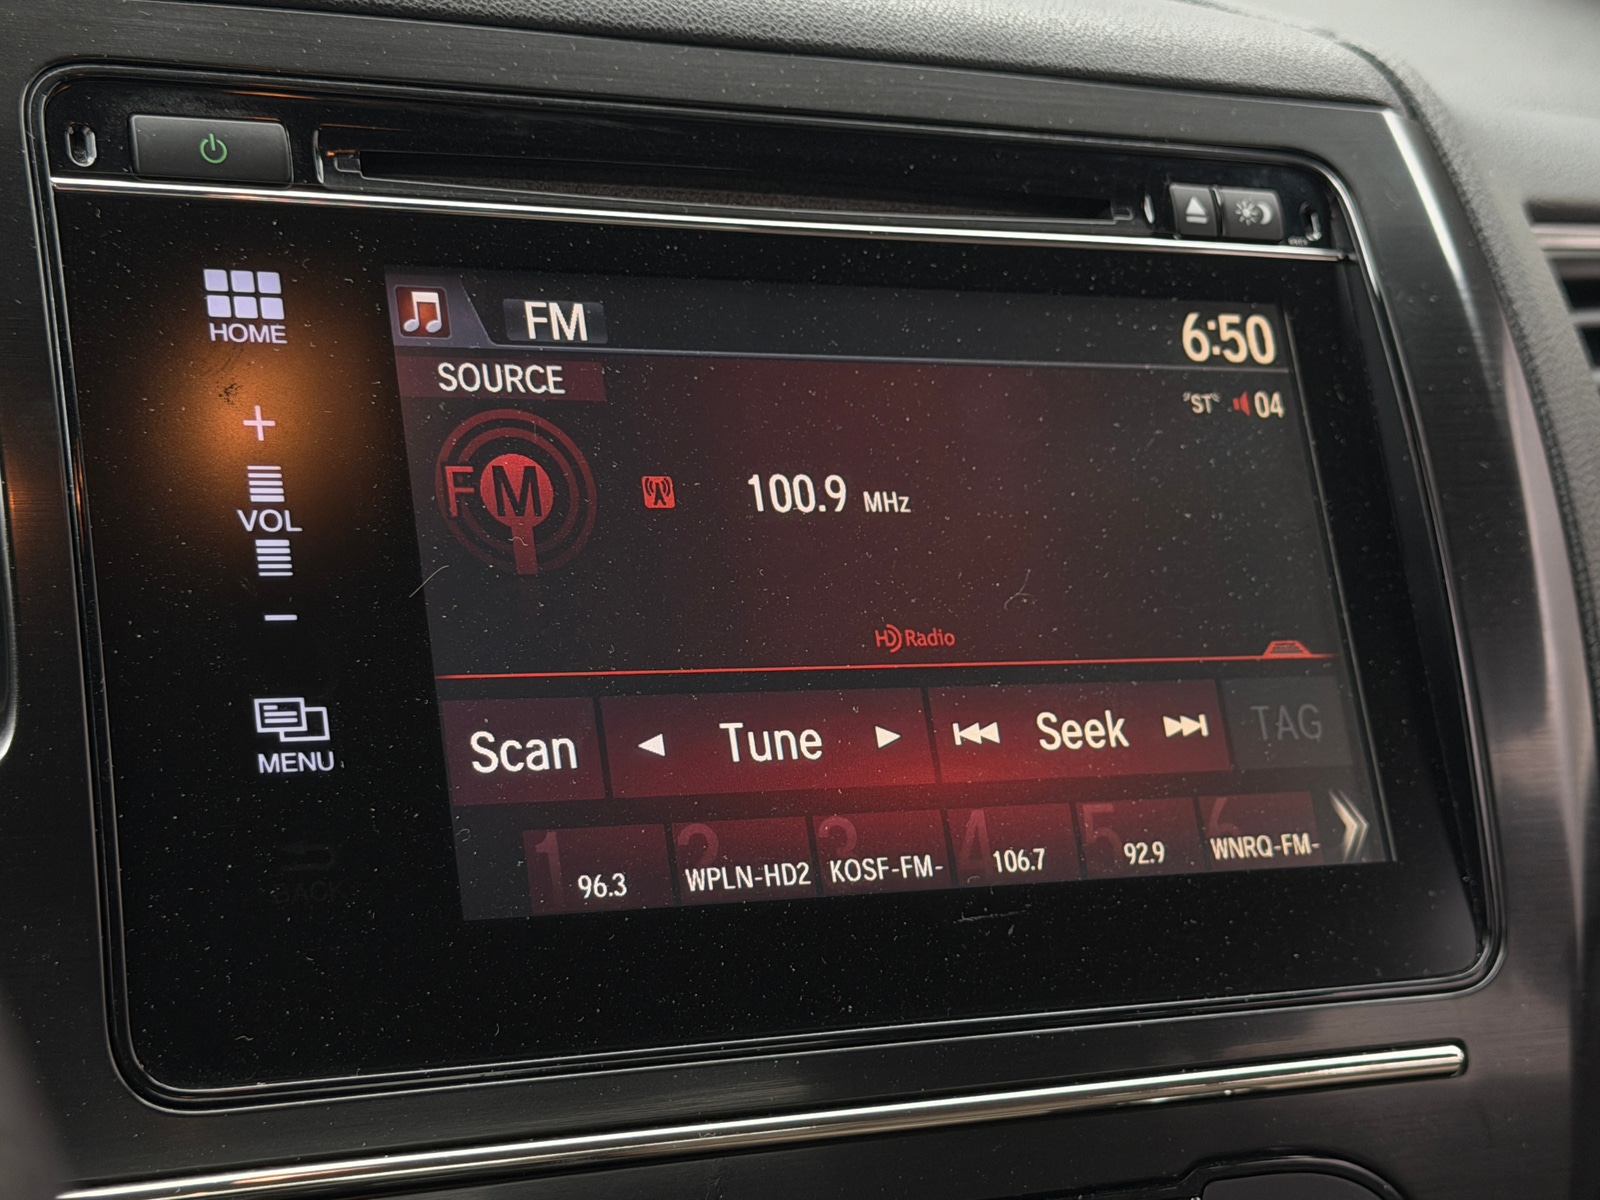 HOME
+
VOL
−
MENU
BACK
FM
6:50
SOURCE
"ST" 04
FM
100.9 MHz
HD Radio
Scan
Tune
Seek
TAG
1 2 3 4 5 6
96.3 WPLN-HD2 KOSF-FM- 106.7 92.9 WNRQ-FM-